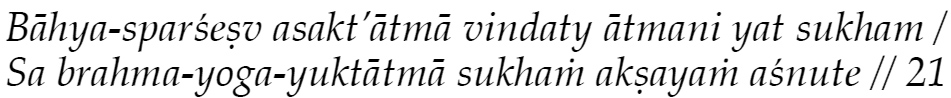 Bāhya-sparśeṣv asakt’ātmā vindaty ātmani yat sukham /
Sa brahma-yoga-yuktātmā sukhaṁ akṣayaṁ aśnute // 21